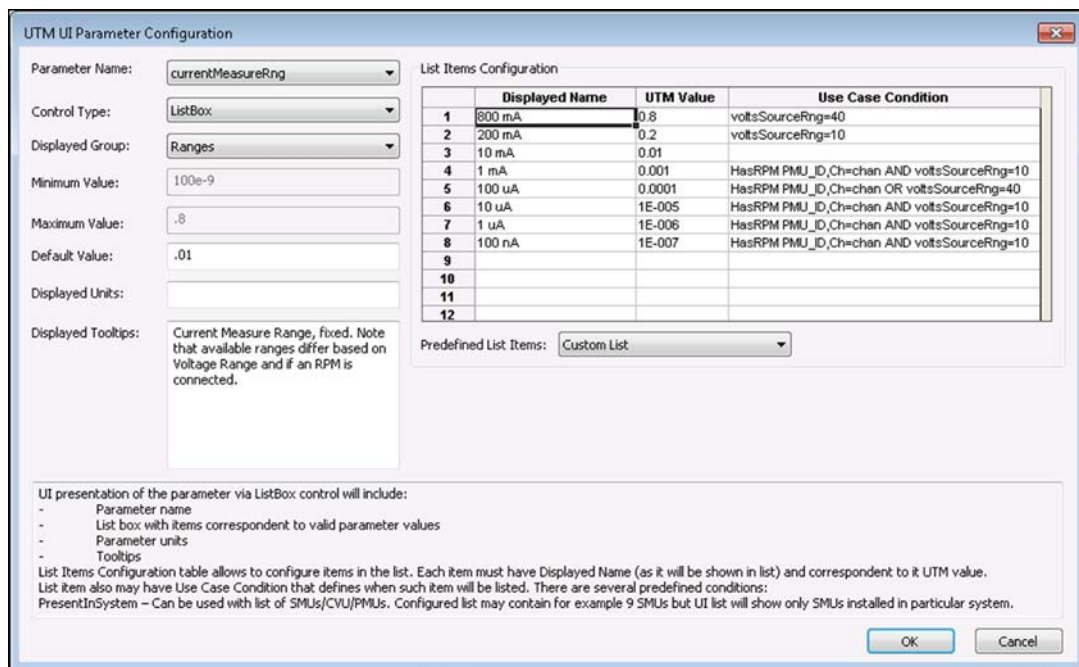 UTM UI Parameter Configuration
Parameter Name:
currentMeasureRng
Control Type:
ListBox
Displayed Group:
Ranges
Minimum Value:
100e-9
Maximum Value:
.8
Default Value:
.01
Displayed Units:
Displayed Tooltips:
Current Measure Range, fixed. Note
that available ranges differ based on
Voltage Range and if an RPM is
connected.
List Items Configuration
Displayed Name UTM Value Use Case Condition
1 800 mA 0.8 voltsSourceRng=40
2 200 mA 0.2 voltsSourceRng=10
3 10 mA 0.01
4 1 mA 0.001 HasRPM PMU_ID,Ch=chan AND voltsSourceRng=10
5 100 uA 0.0001 HasRPM PMU_ID,Ch=chan OR voltsSourceRng=40
6 10 uA 1E-005 HasRPM PMU_ID,Ch=chan AND voltsSourceRng=10
7 1 uA 1E-006 HasRPM PMU_ID,Ch=chan AND voltsSourceRng=10
8 100 nA 1E-007 HasRPM PMU_ID,Ch=chan AND voltsSourceRng=10
9
10
11
12
Predefined List Items: Custom List
UI presentation of the parameter via ListBox control will include:
- Parameter name
- List box with items correspondent to valid parameter values
- Parameter units
- Tooltips
List Items Configuration table allows to configure items in the list. Each item must have Displayed Name (as it will be shown in list) and correspondent to it UTM value.
List item also may have Use Case Condition that defines when such item will be listed. There are several predefined conditions:
PresentInSystem – Can be used with list of SMUs/CVU/PMUs. Configured list may contain for example 9 SMUs but UI list will show only SMUs installed in particular system.
OK
Cancel